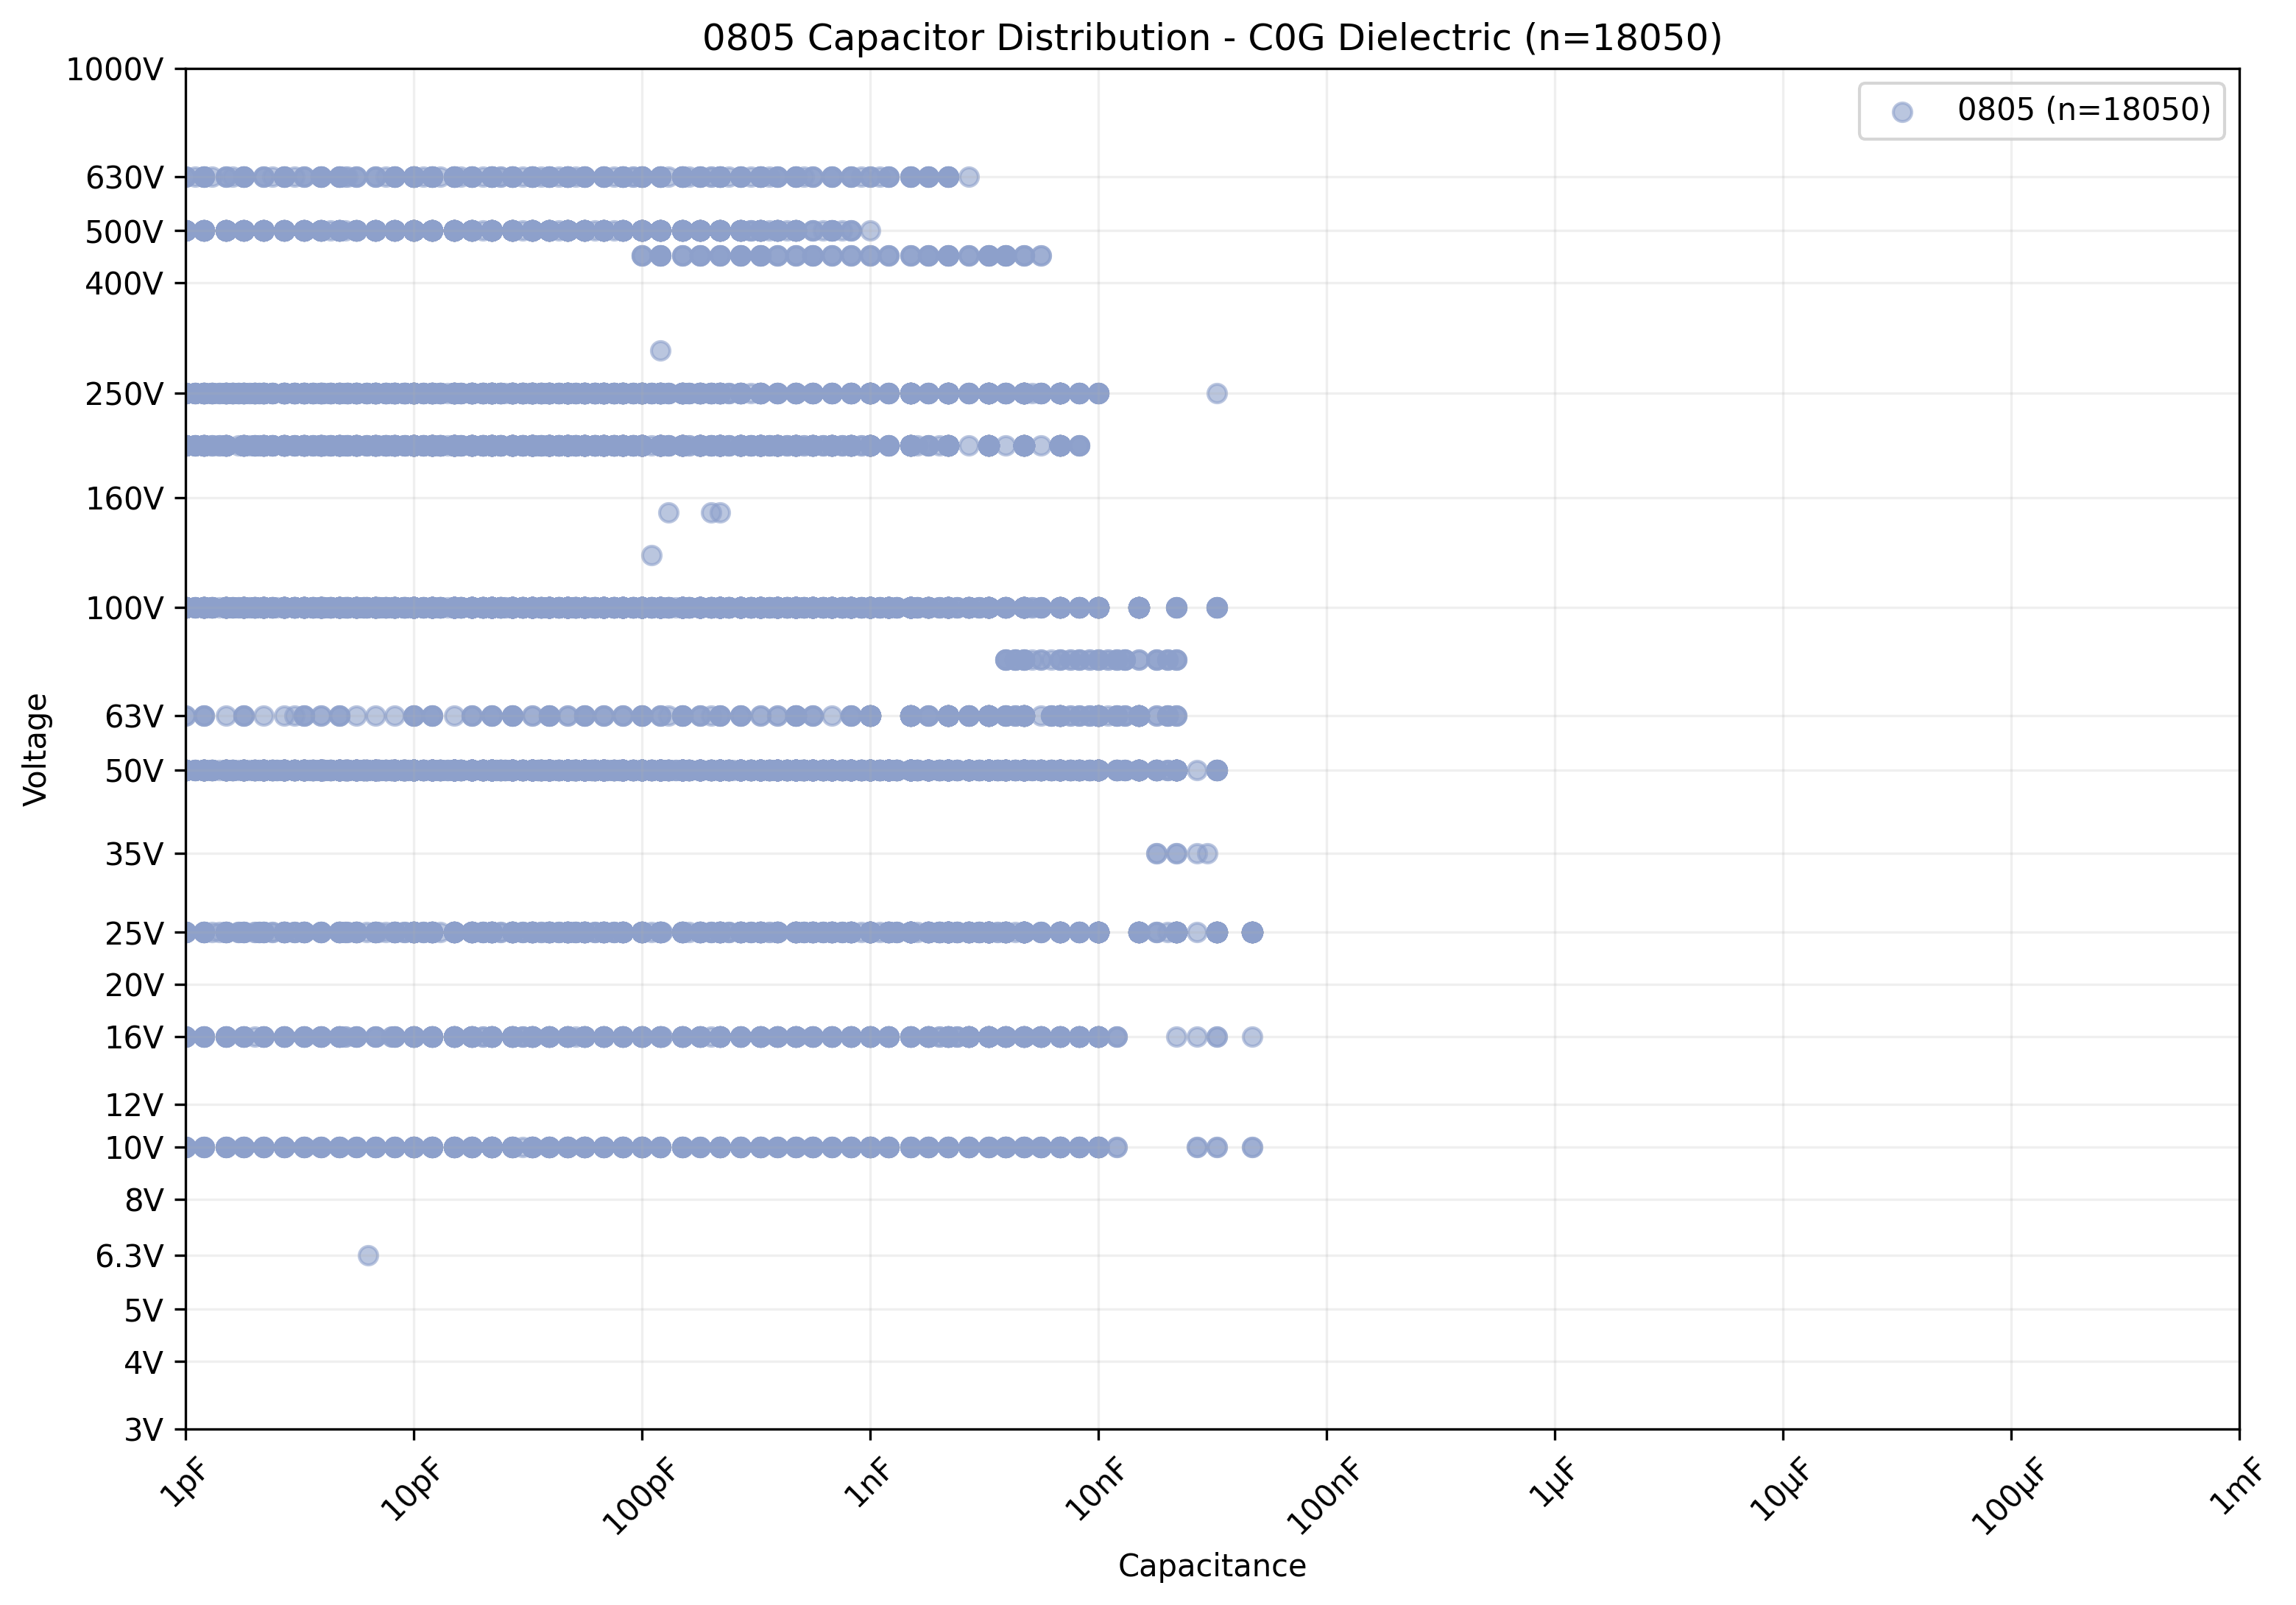 0805 Capacitor Distribution - C0G Dielectric (n=18050)
0805 (n=18050)
Voltage
1000V
630V
500V
400V
250V
160V
100V
63V
50V
35V
25V
20V
16V
12V
10V
8V
6.3V
5V
4V
3V
1pF
10pF
100pF
1nF
10nF
100nF
1µF
10µF
100µF
1mF
Capacitance